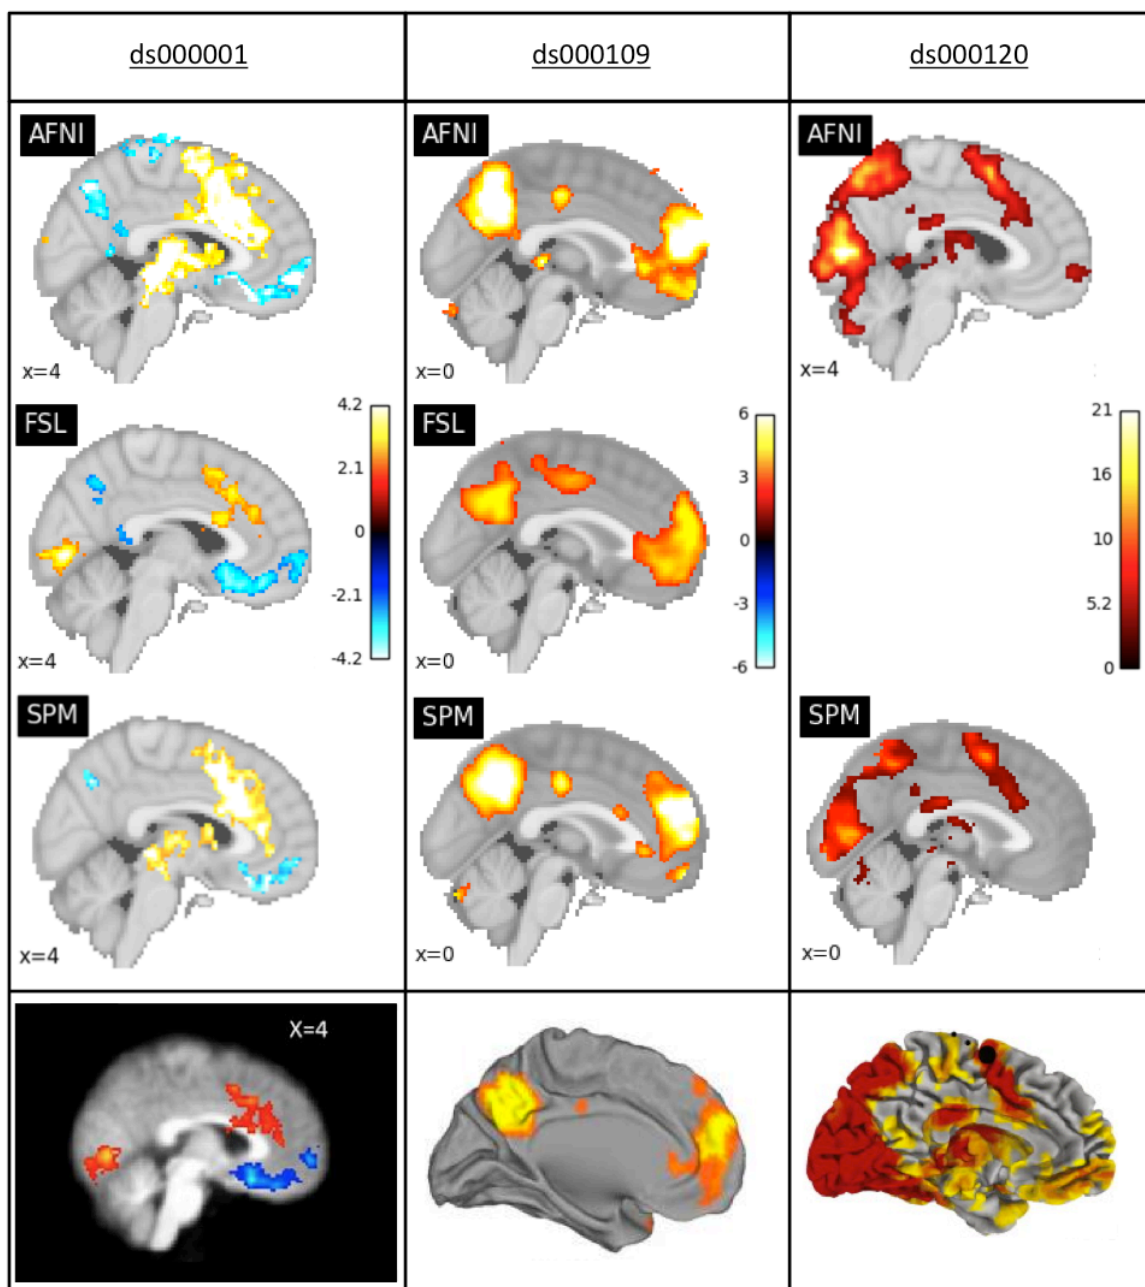 ds000001
ds000109
ds000120
AFNI
AFNI
AFNI
x=4
x=0
x=4
FSL
4.2
2.1
0
-2.1
-4.2
x=4
FSL
6
3
0
-3
-6
x=0
21
16
10
5.2
0
SPM
SPM
SPM
x=4
x=0
x=0
X=4